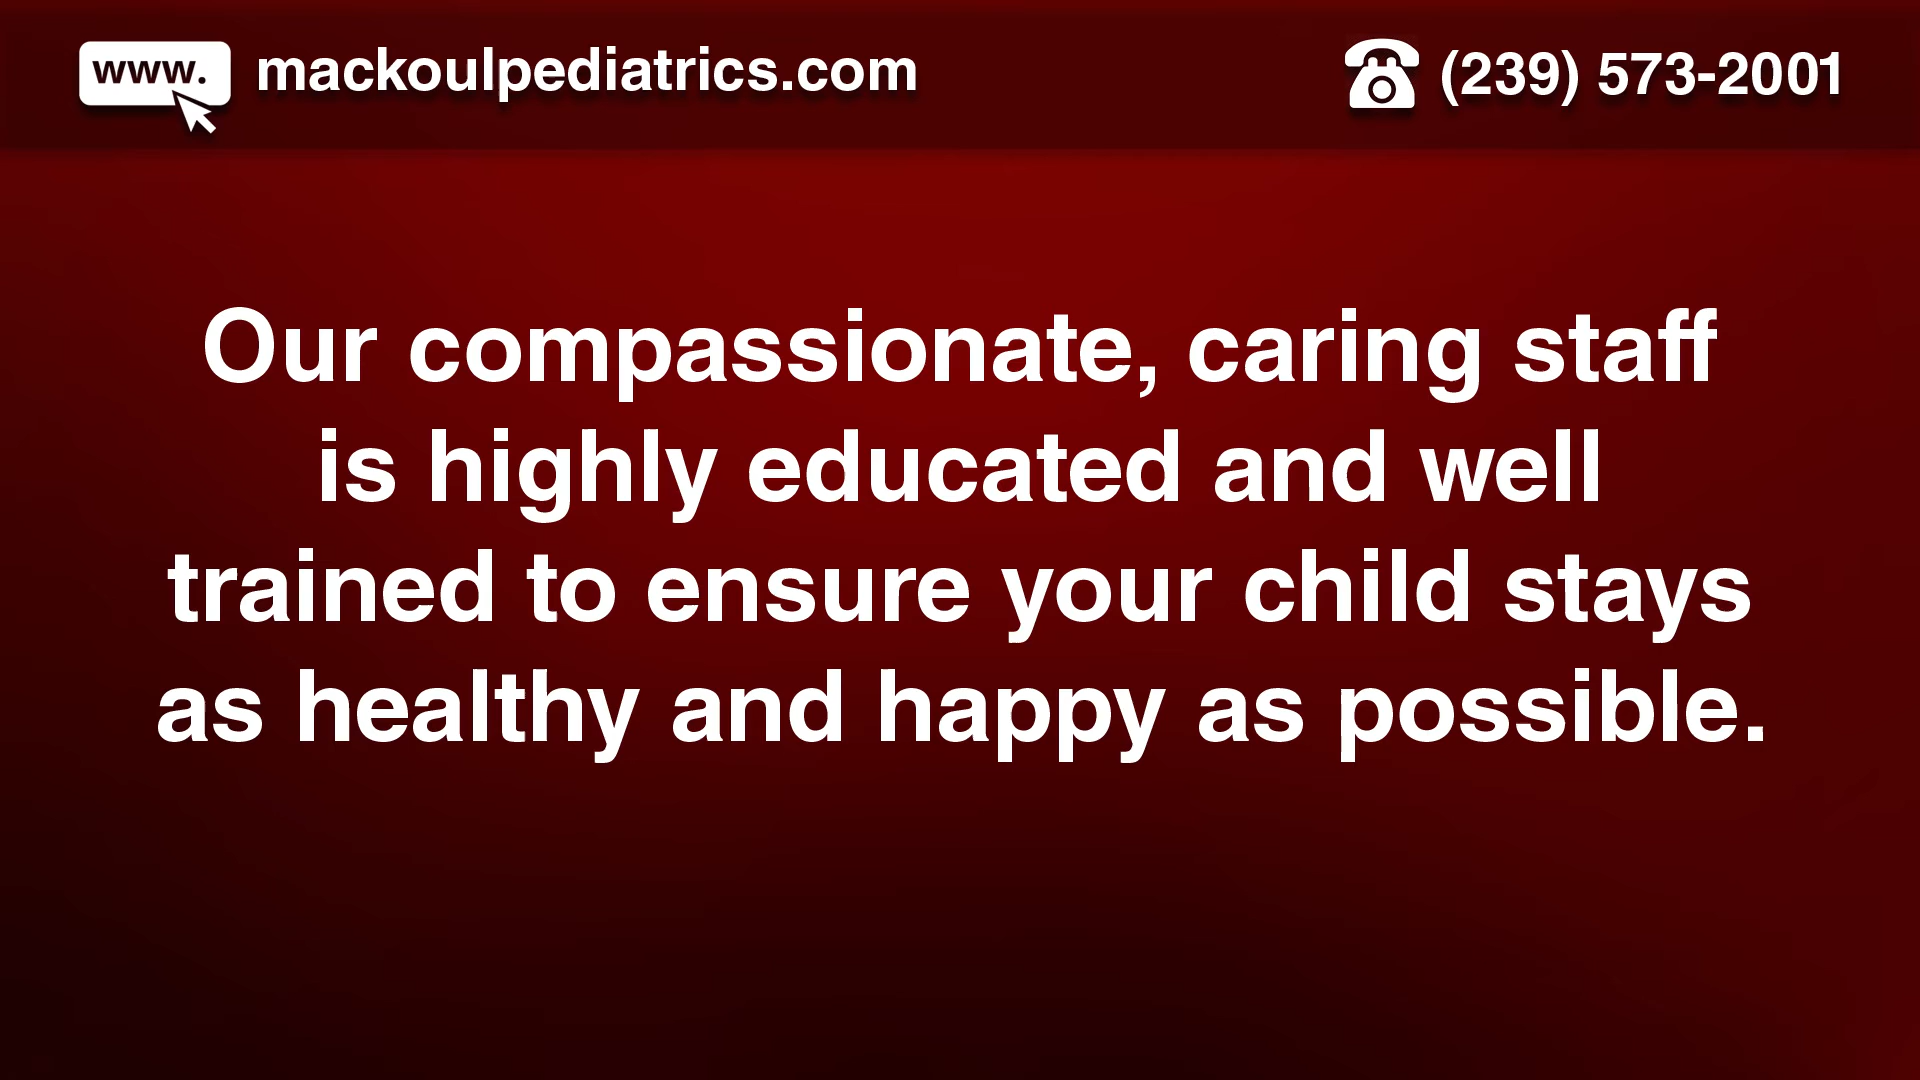 www. mackoulpediatrics.com (239) 573-2001
Our compassionate, caring staff
is highly educated and well
trained to ensure your child stays
as healthy and happy as possible.